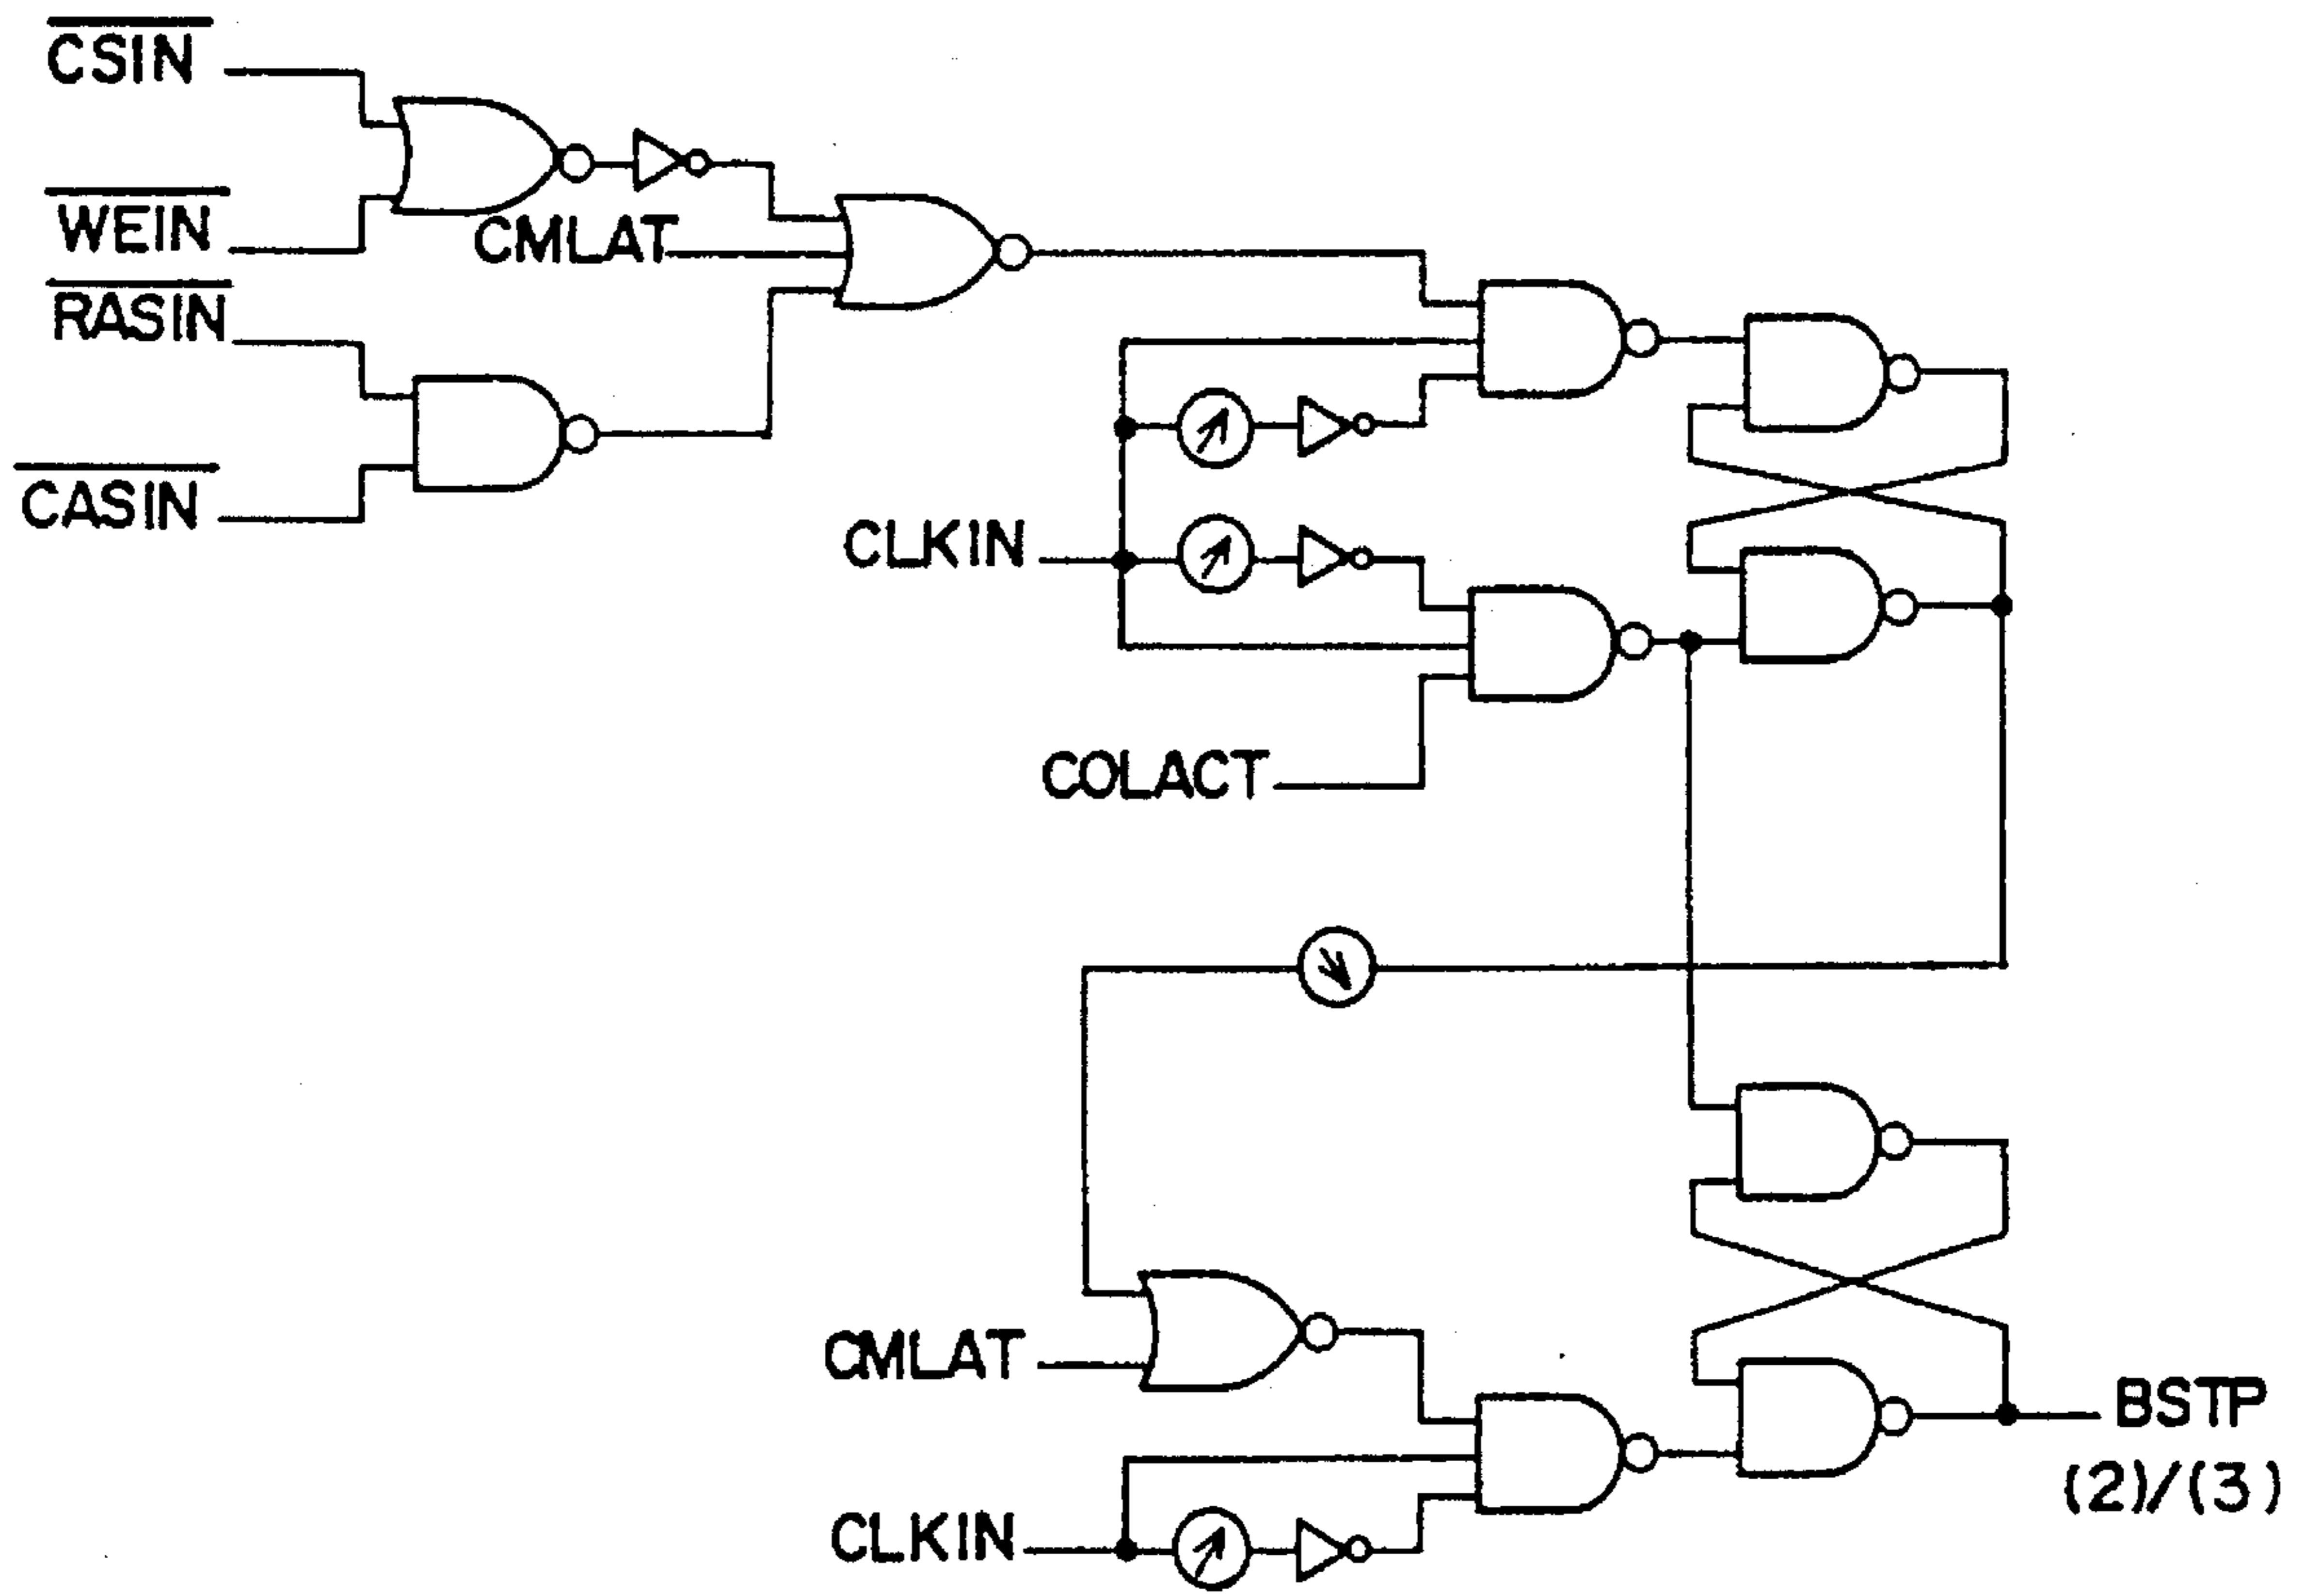 CSIN
WEIN
CMLAT
RASIN
CASIN
CLKIN
COLACT
CMLAT
BSTP
(2)/(3)
CLKIN